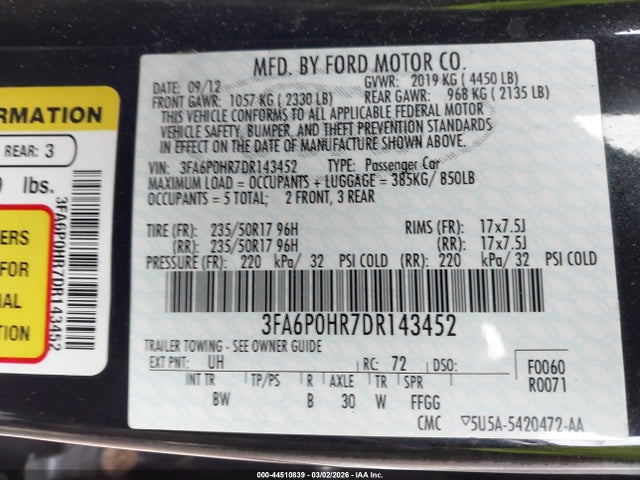 MFD. BY FORD MOTOR CO.
DATE: 09/12 GVWR: 2019 KG ( 4450 LB)
FRONT GAWR: 1057 KG ( 2330 LB) REAR GAWR: 968 KG ( 2135 LB)
THIS VEHICLE CONFORMS TO ALL APPLICABLE FEDERAL MOTOR
VEHICLE SAFETY, BUMPER, AND THEFT PREVENTION STANDARDS
IN EFFECT ON THE DATE OF MANUFACTURE SHOWN ABOVE.
VIN: 3FA6P0HR7DR143452 TYPE: Passenger Car
MAXIMUM LOAD = OCCUPANTS + LUGGAGE = 385KG/ 850LB
OCCUPANTS = 5 TOTAL; 2 FRONT, 3 REAR
TIRE (FR): 235/50R17 96H RIMS (FR): 17x7.5J
(RR): 235/50R17 96H (RR): 17x7.5J
PRESSURE (FR): 220 kPa/ 32 PSI COLD (RR): 220 kPa/ 32 PSI COLD
3FA6P0HR7DR143452
TRAILER TOWING - SEE OWNER GUIDE
EXT PNT: UH RC: 72 DSO: F0060
R0071
INT TR TP/PS R AXLE TR SPR
BW B 30 W FFGG
CMC ▽5U5A-5420472-AA
RMATION
REAR: 3
lbs.
ERS
FOR
IAL
TION
3FA6P0HR7DR143452
000-44510839 - 03/02/2026 - IAAI.com